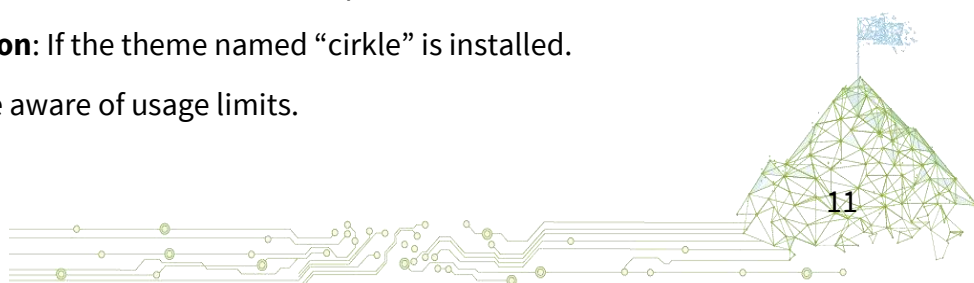 on: If the theme named “cirkle” is installed.
e aware of usage limits.
11